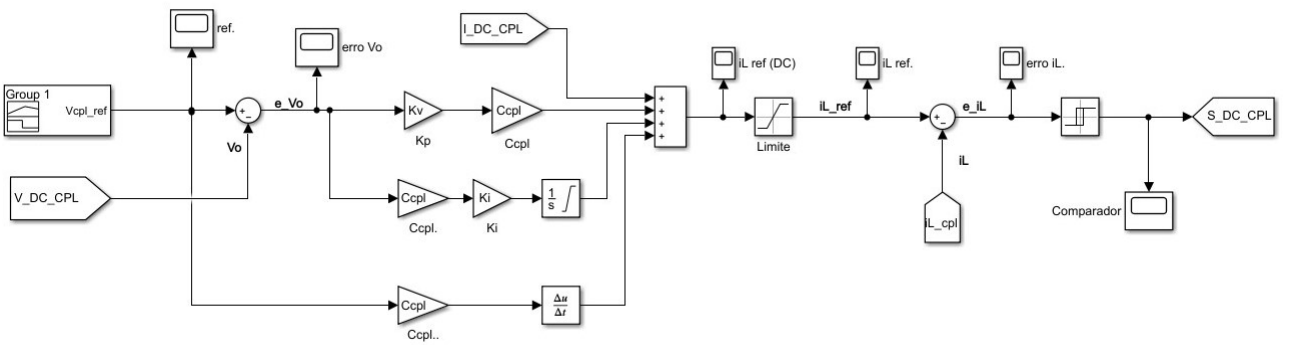 ref.
I_DC_CPL
erro Vo
iL ref (DC)
iL ref.
erro iL.
Group 1
Vcpl_ref
+
−
e_Vo
Kv
Kp
Ccpl
Ccpl
+
+
+
+
Limite
iL_ref
+
−
e_iL
S_DC_CPL
Vo
iL
V_DC_CPL
Ccpl
Ccpl.
Ki
Ki
1
s
iL_cpl
Comparador
Ccpl
Ccpl..
Δu
Δt